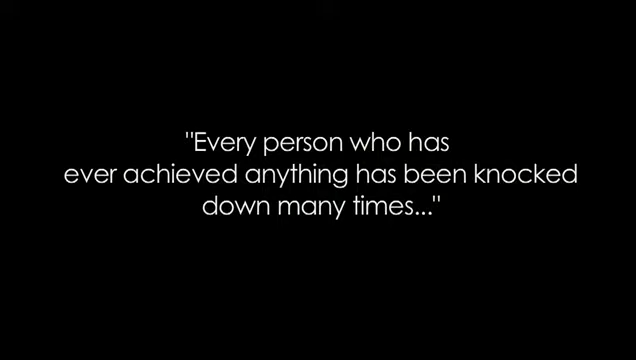 "Every person who has
ever achieved anything has been knocked
down many times..."